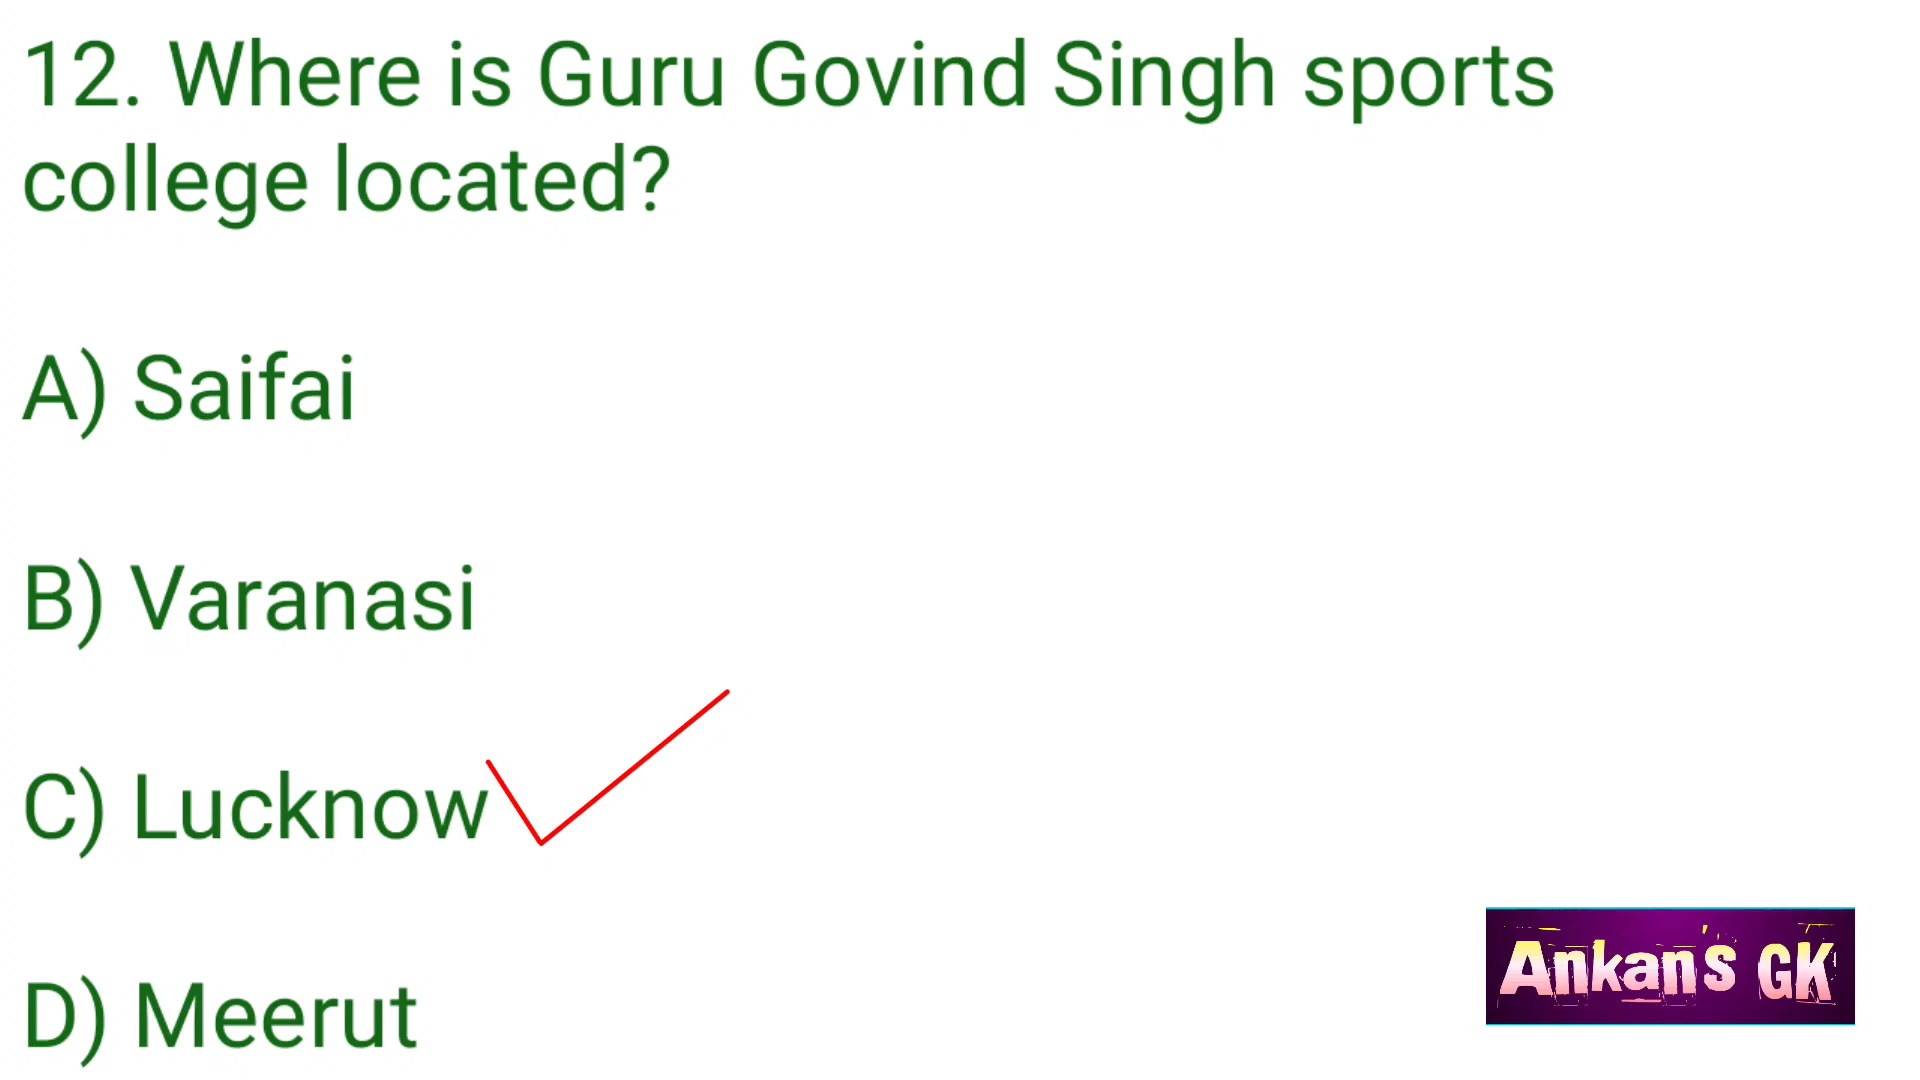 12. Where is Guru Govind Singh sports
college located?
A) Saifai
B) Varanasi
C) Lucknow
D) Meerut
Ankan's GK